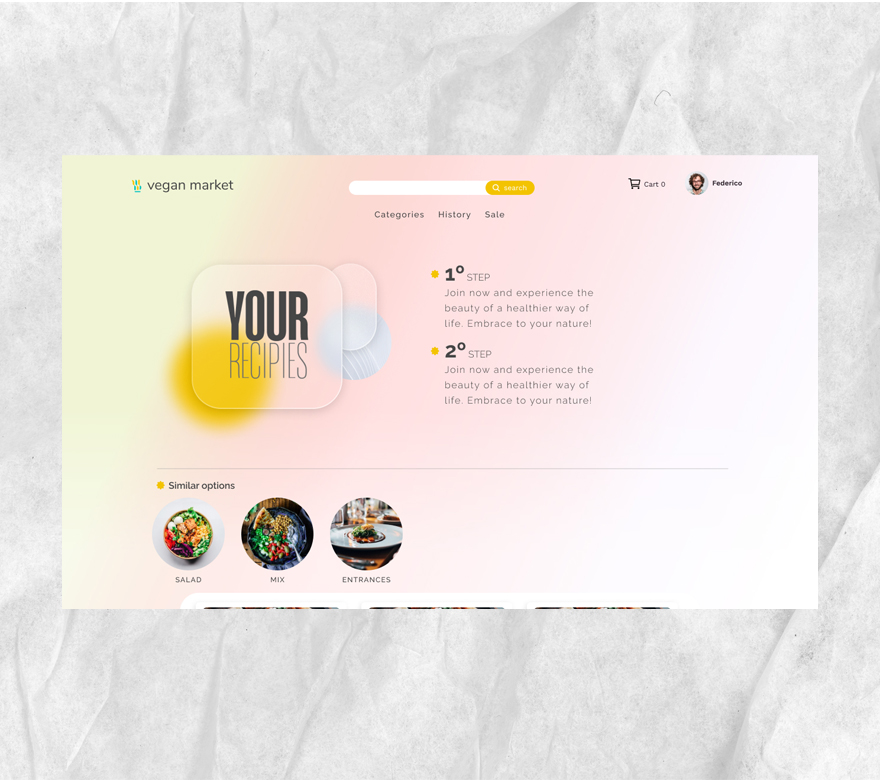 vegan market
search
Cart 0
Federico
Categories History Sale
YOUR
RECIPIES
1º STEP
Join now and experience the
beauty of a healthier way of
life. Embrace to your nature!
2º STEP
Join now and experience the
beauty of a healthier way of
life. Embrace to your nature!
Similar options
SALAD
MIX
ENTRANCES